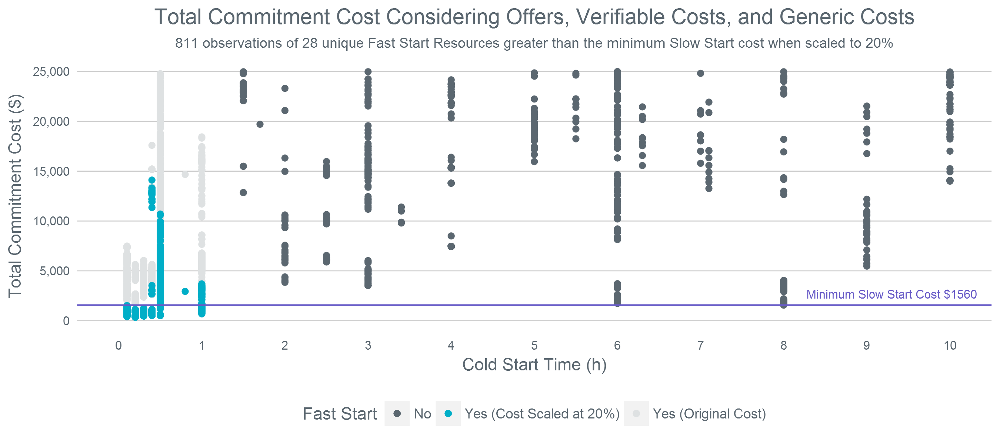 Total Commitment Cost Considering Offers, Verifiable Costs, and Generic Costs
811 observations of 28 unique Fast Start Resources greater than the minimum Slow Start cost when scaled to 20%
Total Commitment Cost ($)
25,000
20,000
15,000
10,000
5,000
0
Minimum Slow Start Cost $1560
0 1 2 3 4 5 6 7 8 9 10
Cold Start Time (h)
Fast Start No Yes (Cost Scaled at 20%) Yes (Original Cost)